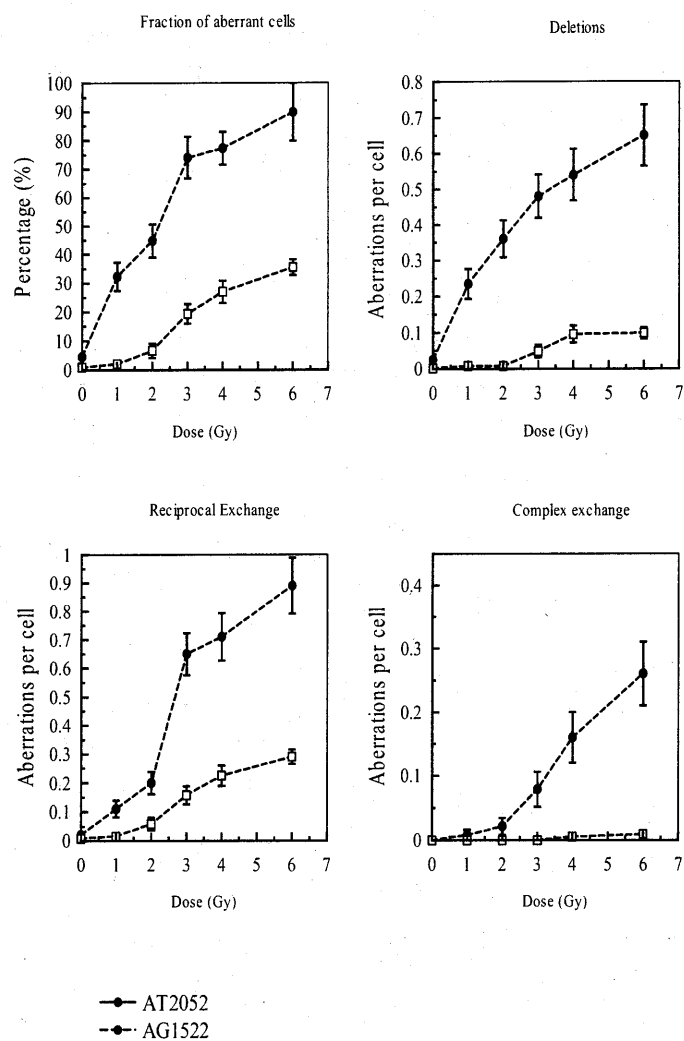 Fraction of aberrant cells
Percentage (%)
100
90
80
70
60
50
40
30
20
10
0
0 1 2 3 4 5 6 7
Dose (Gy)
Deletions
Aberrations per cell
0.8
0.7
0.6
0.5
0.4
0.3
0.2
0.1
0
0 1 2 3 4 5 6 7
Dose (Gy)
Reciprocal Exchange
Aberrations per cell
1
0.9
0.8
0.7
0.6
0.5
0.4
0.3
0.2
0.1
0
0 1 2 3 4 5 6 7
Dose (Gy)
Complex exchange
Aberrations per cell
0.4
0.3
0.2
0.1
0
0 1 2 3 4 5 6 7
Dose (Gy)
AT2052
AG1522